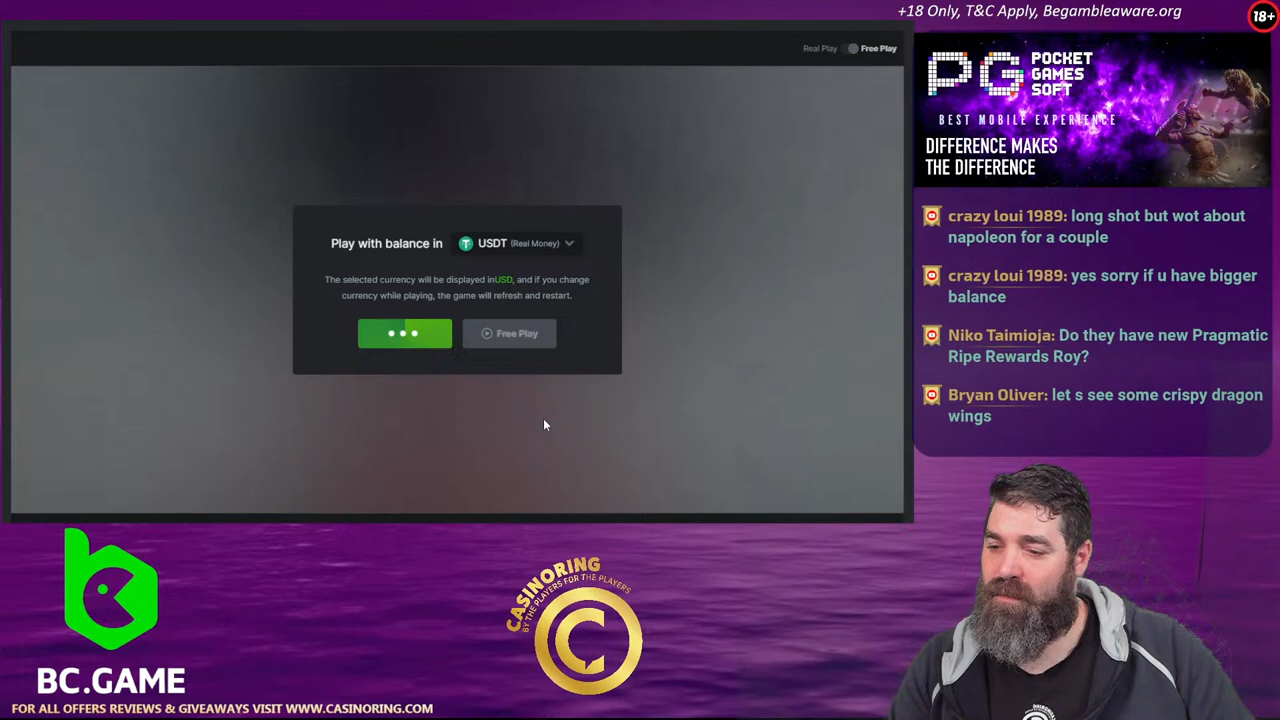 +18 Only, T&C Apply, Begambleaware.org
18+
Real Play
Free Play
PG
POCKET
GAMES
SOFT
BEST MOBILE EXPERIENCE
DIFFERENCE MAKES
THE DIFFERENCE
Play with balance in USDT (Real Money)
The selected currency will be displayed inUSD, and if you change
currency while playing, the game will refresh and restart.
Free Play
crazy loui 1989: long shot but wot about
napoleon for a couple
crazy loui 1989: yes sorry if u have bigger
balance
Niko Taimioja: Do they have new Pragmatic
Ripe Rewards Roy?
Bryan Oliver: let s see some crispy dragon
wings
BC.GAME
CASINORING
BY THE PLAYERS FOR THE PLAYERS
FOR ALL OFFERS REVIEWS & GIVEAWAYS VISIT WWW.CASINORING.COM